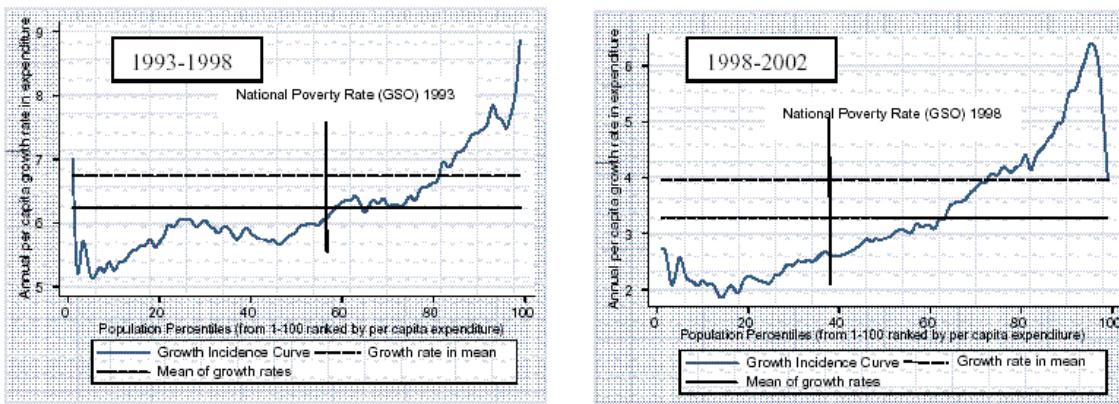 Annual per capita growth rate in expenditure
9
8
7
6
5
1993-1998
National Poverty Rate (GSO) 1993
0 20 40 60 80 100
Population Percentiles (from 1-100 ranked by per capita expenditure)
Growth Incidence Curve Growth rate in mean
Mean of growth rates
Annual per capita growth rate in expenditure
6
5
4
3
2
1998-2002
National Poverty Rate (GSO) 1998
0 20 40 60 80 100
Population Percentiles (from 1-100 ranked by per capita expenditure)
Growth Incidence Curve Growth rate in mean
Mean of growth rates